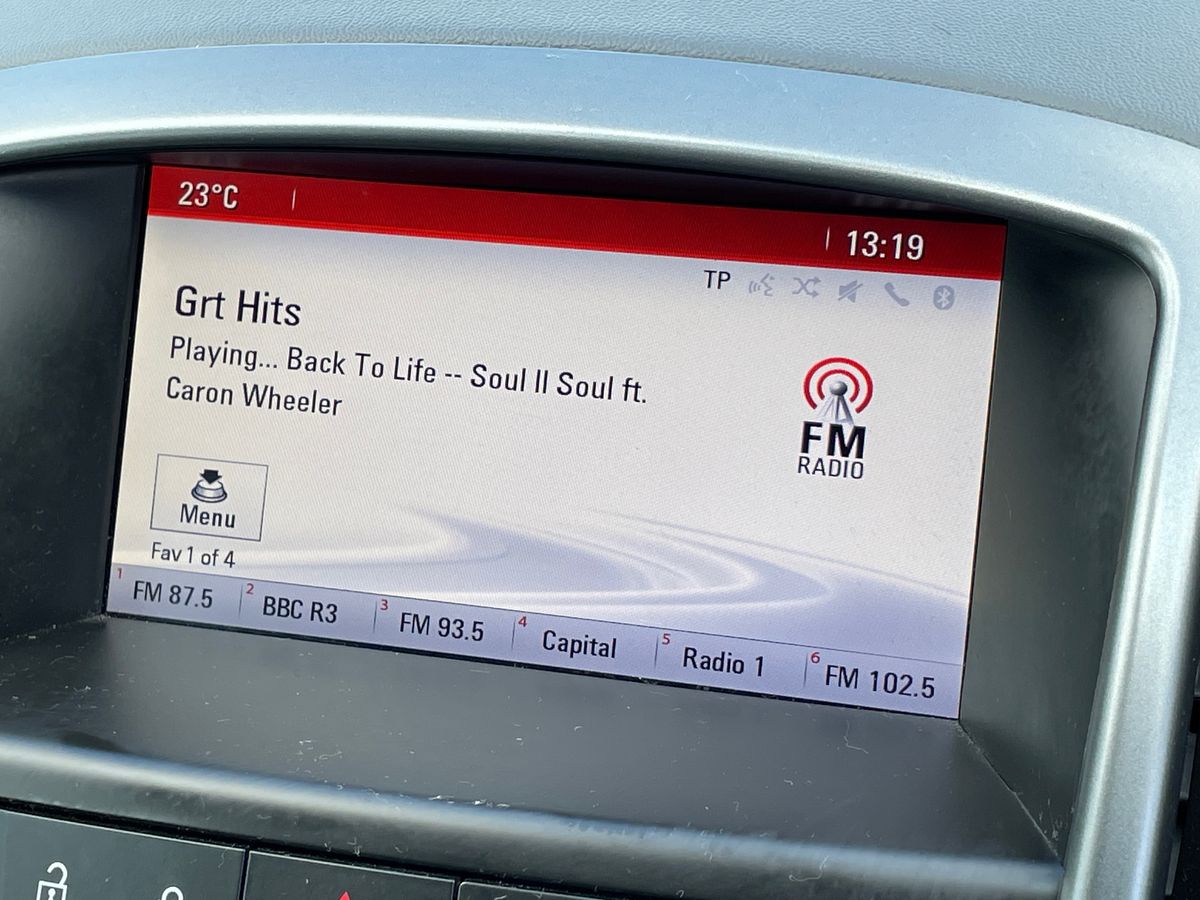 23°C 13:19
TP
Grt Hits
Playing... Back To Life -- Soul II Soul ft.
Caron Wheeler
FM
RADIO
Menu
Fav 1 of 4
1 FM 87.5 2 BBC R3 3 FM 93.5 4 Capital 5 Radio 1 6 FM 102.5